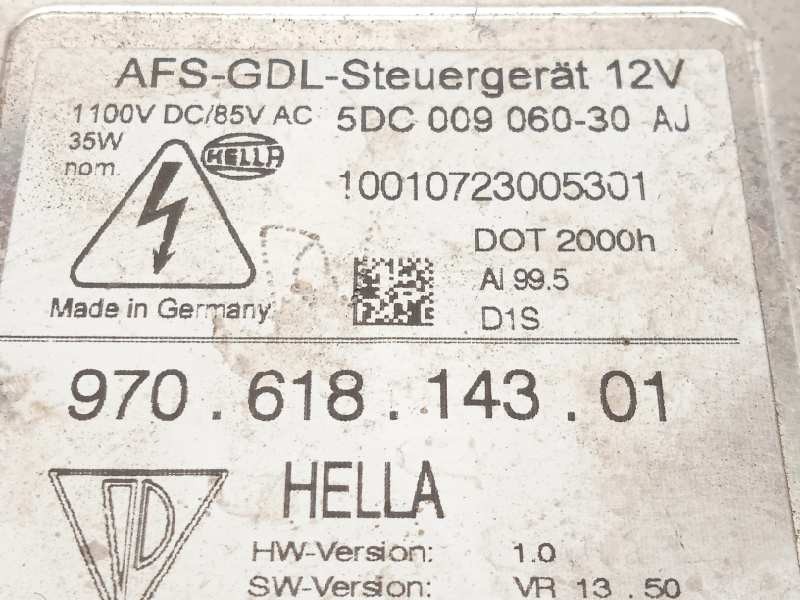 AFS-GDL-Steuergerät 12V
1100V DC/85V AC 5DC 009 060-30 AJ
35W
nom.
HELLA
10010723005301
DOT 2000h
Al 99.5
Made in Germany
D1S
970.618.143.01
HELLA
HW-Version: 1.0
SW-Version: VR 13.50